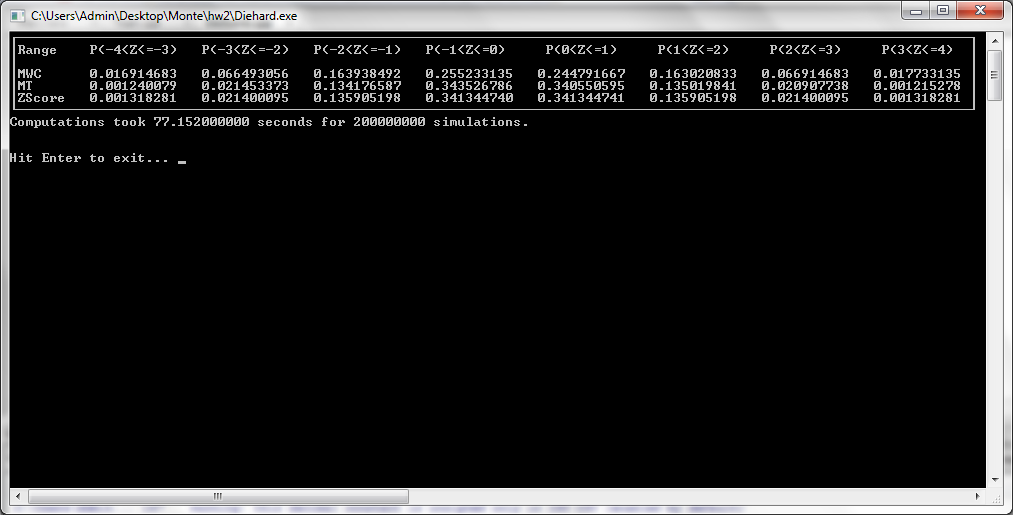 C:\Users\Admin\Desktop\Monte\hw2\Diehard.exe
Range P(-4<Z<=-3) P(-3<Z<=-2) P(-2<Z<=-1) P(-1<Z<=0) P(0<Z<=1) P(1<Z<=2) P(2<Z<=3) P(3<Z<=4)
MWC 0.016914683 0.066493056 0.163938492 0.255233135 0.244791667 0.163020833 0.066914683 0.017733135
MT 0.001240079 0.021453373 0.134176587 0.343526786 0.340550595 0.135019841 0.020907738 0.001215278
ZScore 0.001318281 0.021400095 0.135905198 0.341344740 0.341344741 0.135905198 0.021400095 0.001318281
Computations took 77.152000000 seconds for 200000000 simulations.
Hit Enter to exit... _